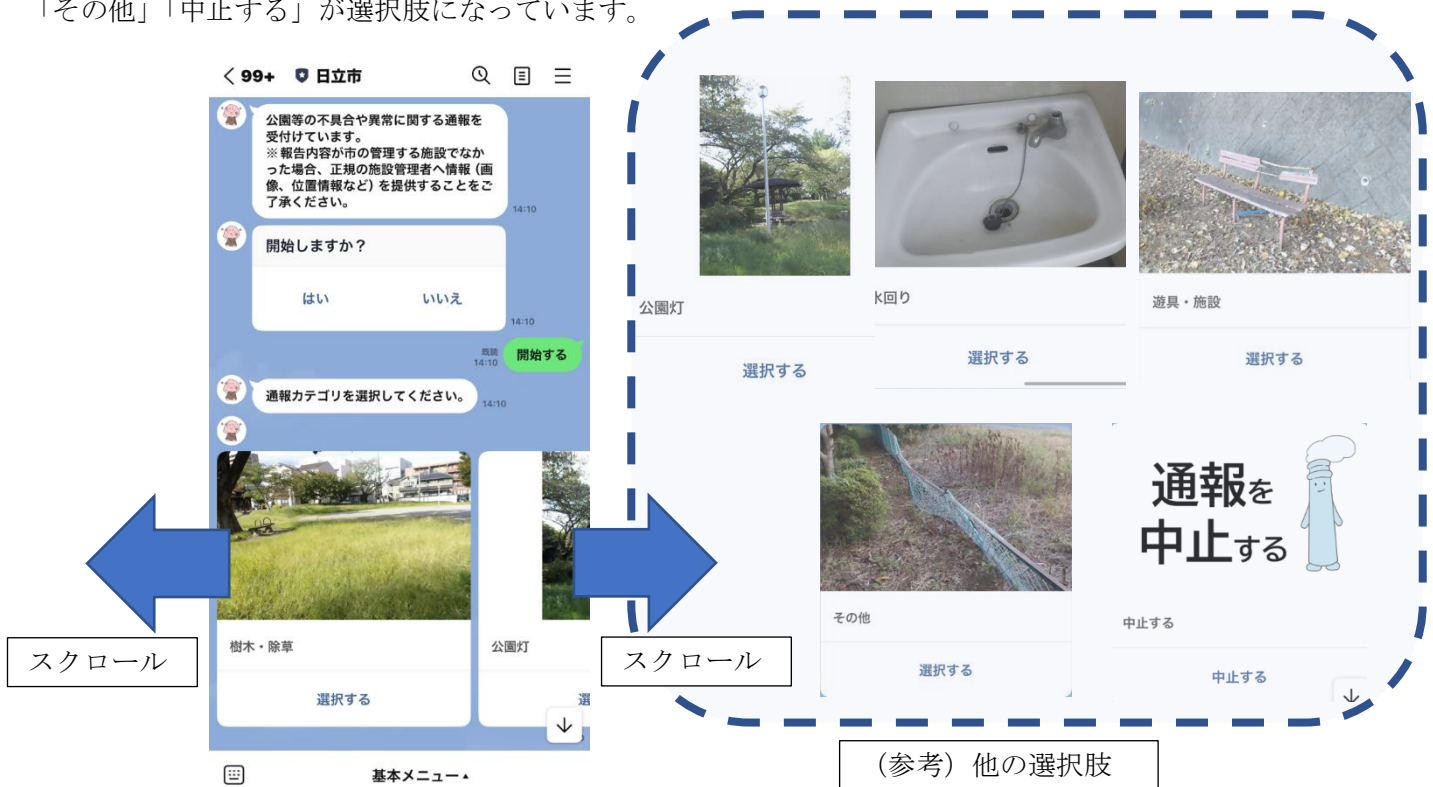 「その他」「中止する」が選択肢になっています。
99+ 日立市
公園等の不具合や異常に関する通報を
受付けています。
※報告内容が市の管理する施設でなか
った場合、正規の施設管理者へ情報（画
像、位置情報など）を提供することをご
了承ください。
14:10
開始しますか？
はい いいえ
14:10
既読
14:10
開始する
通報カテゴリを選択してください。
14:10
樹木・除草
公園灯
選択する
選
基本メニュー▲
スクロール
スクロール
公園灯
選択する
水回り
選択する
遊具・施設
選択する
その他
選択する
通報を
中止する
中止する
中止する
（参考）他の選択肢